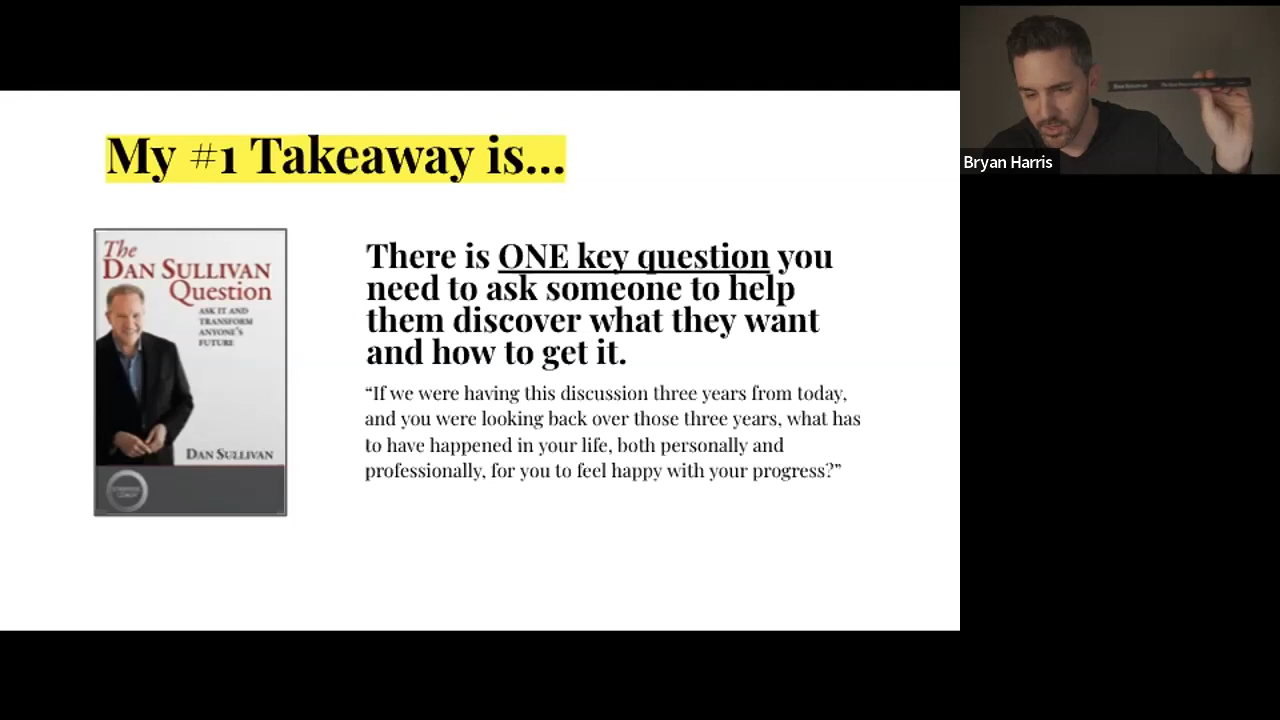 My #1 Takeaway is...
The
DAN SULLIVAN
Question
ASK IT AND
TRANSFORM
ANYONE'S
FUTURE
DAN SULLIVAN
There is ONE key question you
need to ask someone to help
them discover what they want
and how to get it.
“If we were having this discussion three years from today,
and you were looking back over those three years, what has
to have happened in your life, both personally and
professionally, for you to feel happy with your progress?”
Bryan Harris